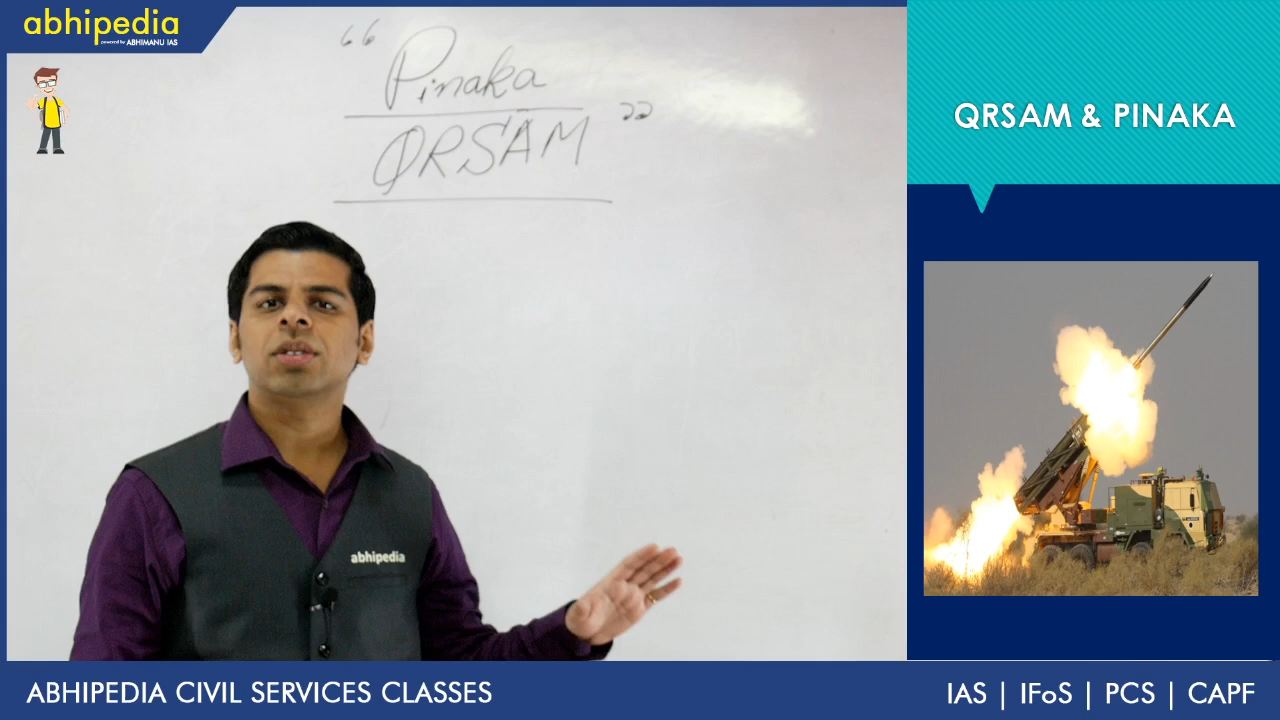 abhipedia
powered by ABHIMANU IAS
“ Pinaka
QRSAM ”
abhipedia
QRSAM & PINAKA
ABHIPEDIA CIVIL SERVICES CLASSES
IAS | IFoS | PCS | CAPF